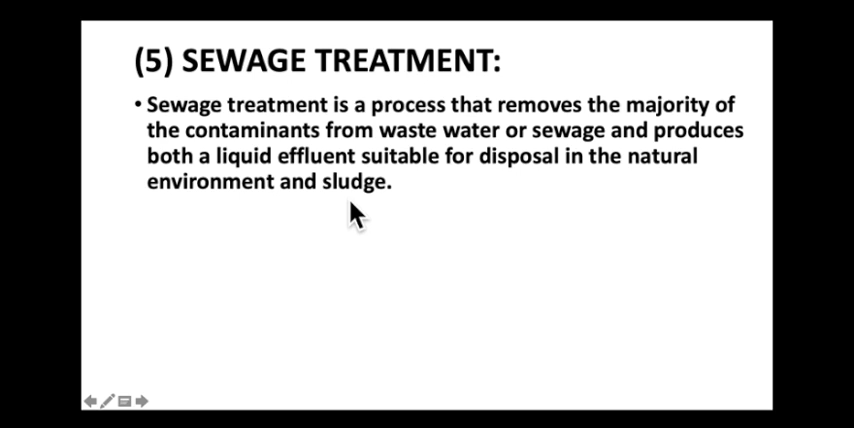 (5) SEWAGE TREATMENT:
• Sewage treatment is a process that removes the majority of
the contaminants from waste water or sewage and produces
both a liquid effluent suitable for disposal in the natural
environment and sludge.